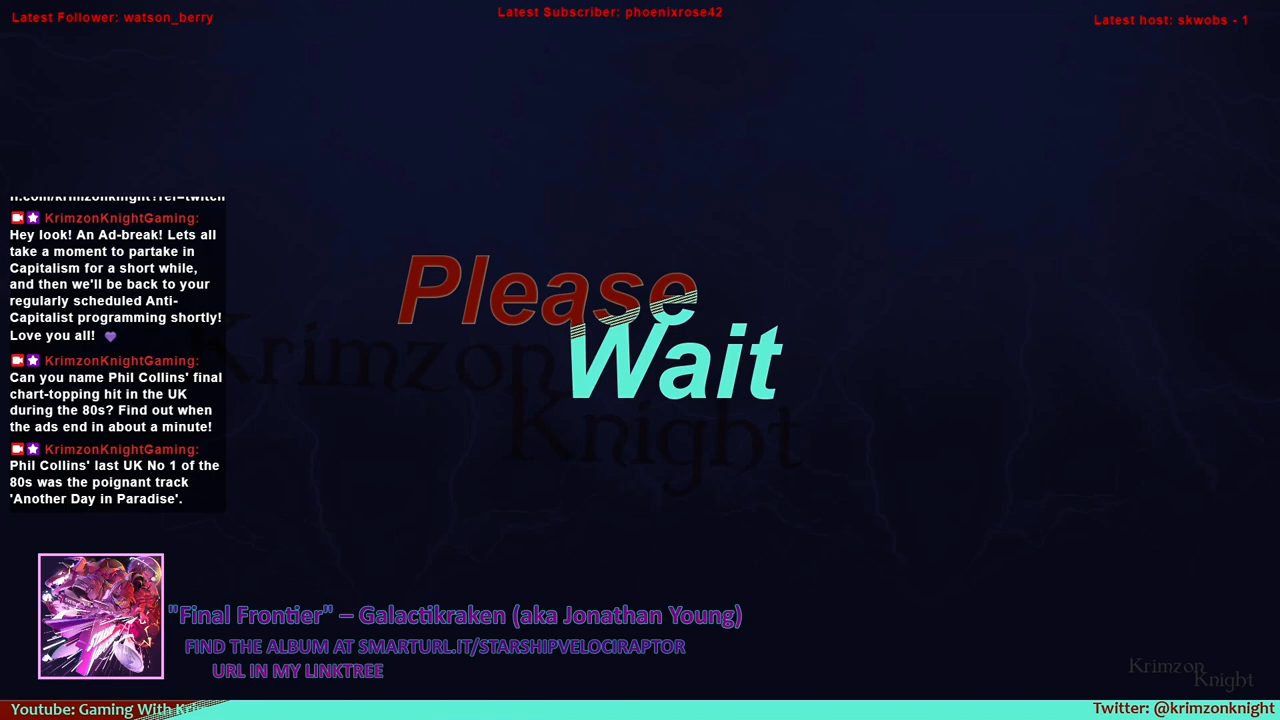 Latest Follower: watson_berry
Latest Subscriber: phoenixrose42
Latest host: skwobs - 1
KrimzonKnightGaming:
Hey look! An Ad-break! Lets all
take a moment to partake in
Capitalism for a short while,
and then we'll be back to your
regularly scheduled Anti-
Capitalist programming shortly!
Love you all!
KrimzonKnightGaming:
Can you name Phil Collins' final
chart-topping hit in the UK
during the 80s? Find out when
the ads end in about a minute!
KrimzonKnightGaming:
Phil Collins' last UK No 1 of the
80s was the poignant track
'Another Day in Paradise'.
Please
Wait
Krimzon
Knight
"Final Frontier" – Galactikraken (aka Jonathan Young)
FIND THE ALBUM AT SMARTURL.IT/STARSHIPVELOCIRAPTOR
URL IN MY LINKTREE
Krimzon
Knight
Youtube: Gaming With
Twitter: @krimzonknight